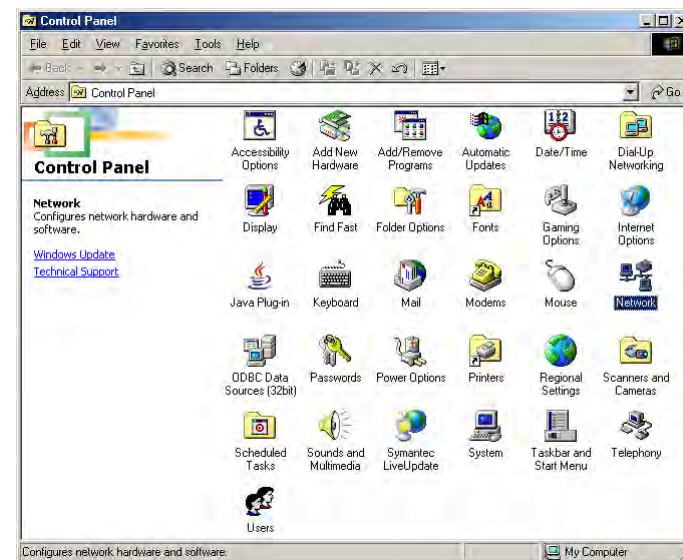 Control Panel
File Edit View Favorites Tools Help
Back Search Folders
Address Control Panel Go
Control Panel
Network
Configures network hardware and
software.
Windows Update
Technical Support
Accessibility
Options
Add New
Hardware
Add/Remove
Programs
Automatic
Updates
Date/Time
Dial-Up
Networking
Display
Find Fast
Folder Options
Fonts
Gaming
Options
Internet
Options
Java Plug-in
Keyboard
Mail
Modems
Mouse
Network
ODBC Data
Sources (32bit)
Passwords
Power Options
Printers
Regional
Settings
Scanners and
Cameras
Scheduled
Tasks
Sounds and
Multimedia
Symantec
LiveUpdate
System
Taskbar and
Start Menu
Telephony
Users
Configures network hardware and software. My Computer